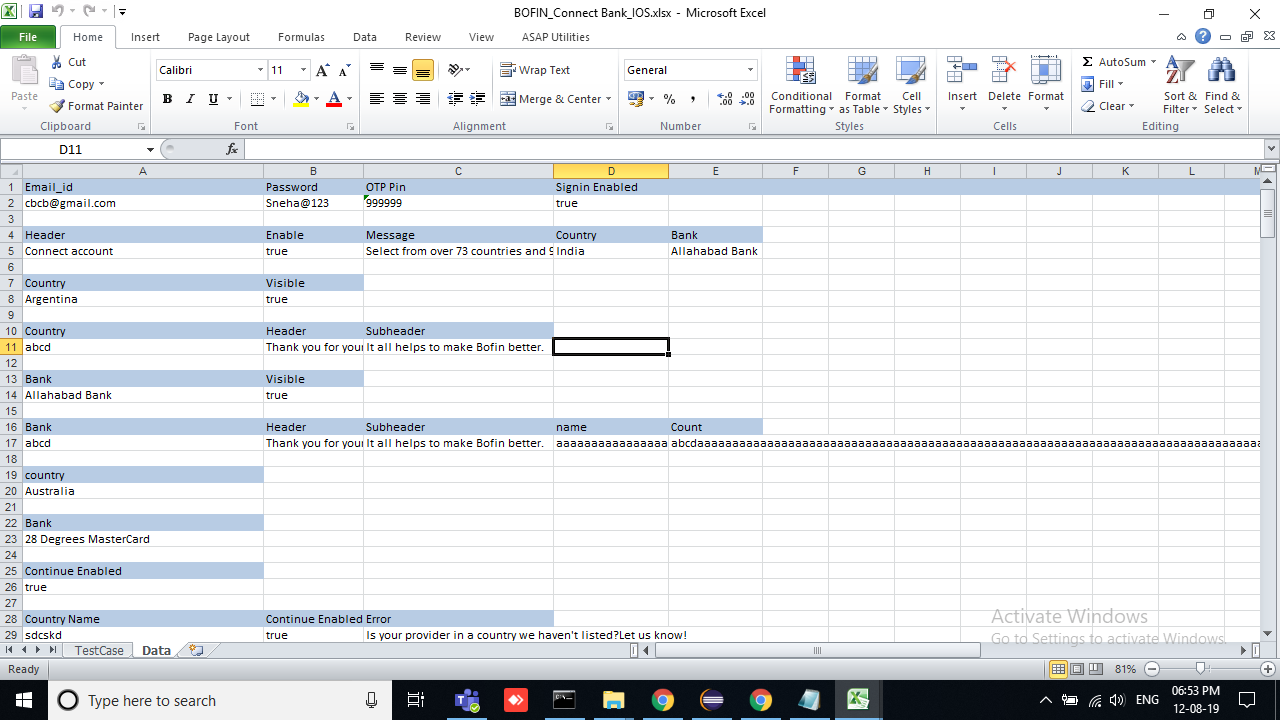 BOFIN_Connect Bank_IOS.xlsx - Microsoft Excel
File Home Insert Page Layout Formulas Data Review View ASAP Utilities
Paste Cut Copy Format Painter Clipboard
Calibri 11 A A B I U A Font
Wrap Text Merge & Center Alignment
General % , Number
Conditional Formatting Format as Table Cell Styles Styles
Insert Delete Format Cells
AutoSum Fill Clear Sort & Filter Find & Select Editing
D11 fx
A B C D E F G H I J K L M
1 Email_id Password OTP Pin Signin Enabled
2 cbcb@gmail.com Sneha@123 999999 true
3
4 Header Enable Message Country Bank
5 Connect account true Select from over 73 countries and 9 India Allahabad Bank
6
7 Country Visible
8 Argentina true
9
10 Country Header Subheader
11 abcd Thank you for your It all helps to make Bofin better.
12
13 Bank Visible
14 Allahabad Bank true
15
16 Bank Header Subheader name Count
17 abcd Thank you for your It all helps to make Bofin better.
18
19 country
20 Australia
21
22 Bank
23 28 Degrees MasterCard
24
25 Continue Enabled
26 true
27
28 Country Name Continue Enabled Error
29 sdcskd true Is your provider in a country we haven't listed?Let us know!
Activate Windows
Go to Settings to activate Windows.
TestCase Data
Ready 81%
Type here to search ENG 06:53 PM
12-08-19